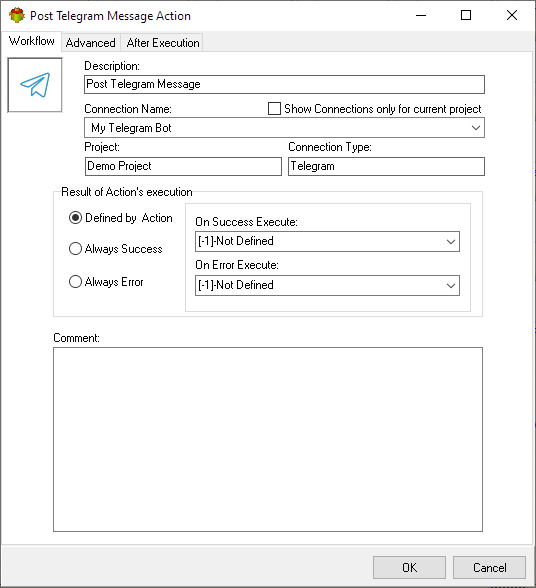 Post Telegram Message Action
Workflow Advanced After Execution
Description:
Post Telegram Message
Connection Name: Show Connections only for current project
My Telegram Bot
Project: Connection Type:
Demo Project Telegram
Result of Action's execution
Defined by Action
On Success Execute:
[-1]-Not Defined
Always Success
On Error Execute:
[-1]-Not Defined
Always Error
Comment:
OK Cancel